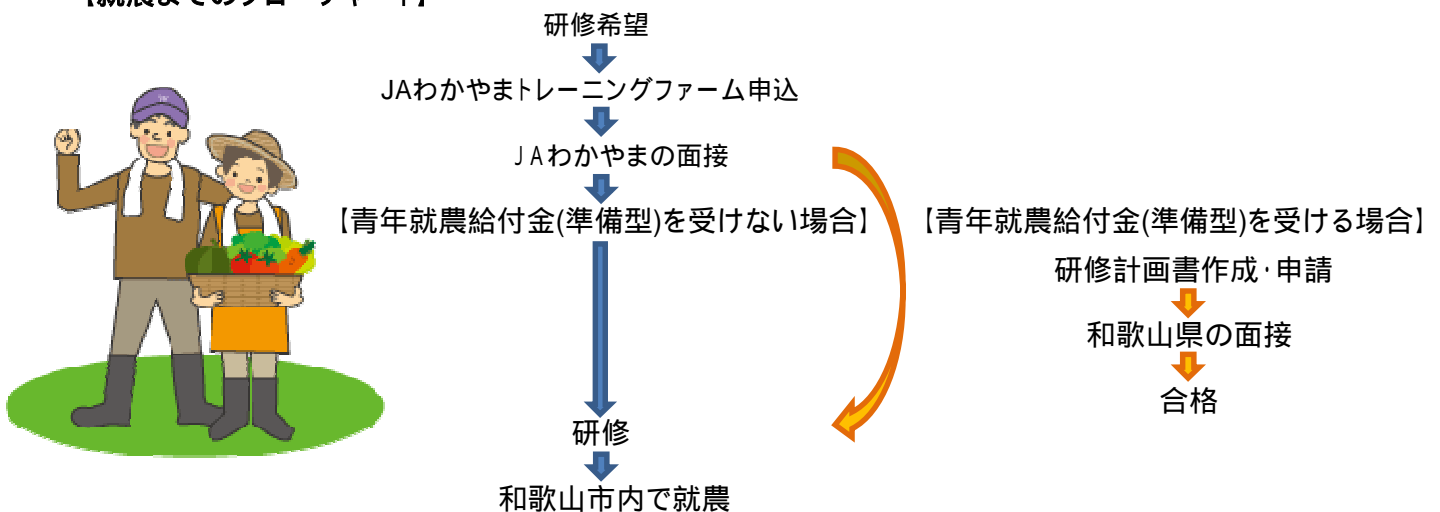 研修希望
JAわかやまトレーニングファーム申込
JAわかやまの面接
【青年就農給付金(準備型)を受けない場合】
【青年就農給付金(準備型)を受ける場合】
研修計画書作成・申請
和歌山県の面接
合格
研修
和歌山市内で就農